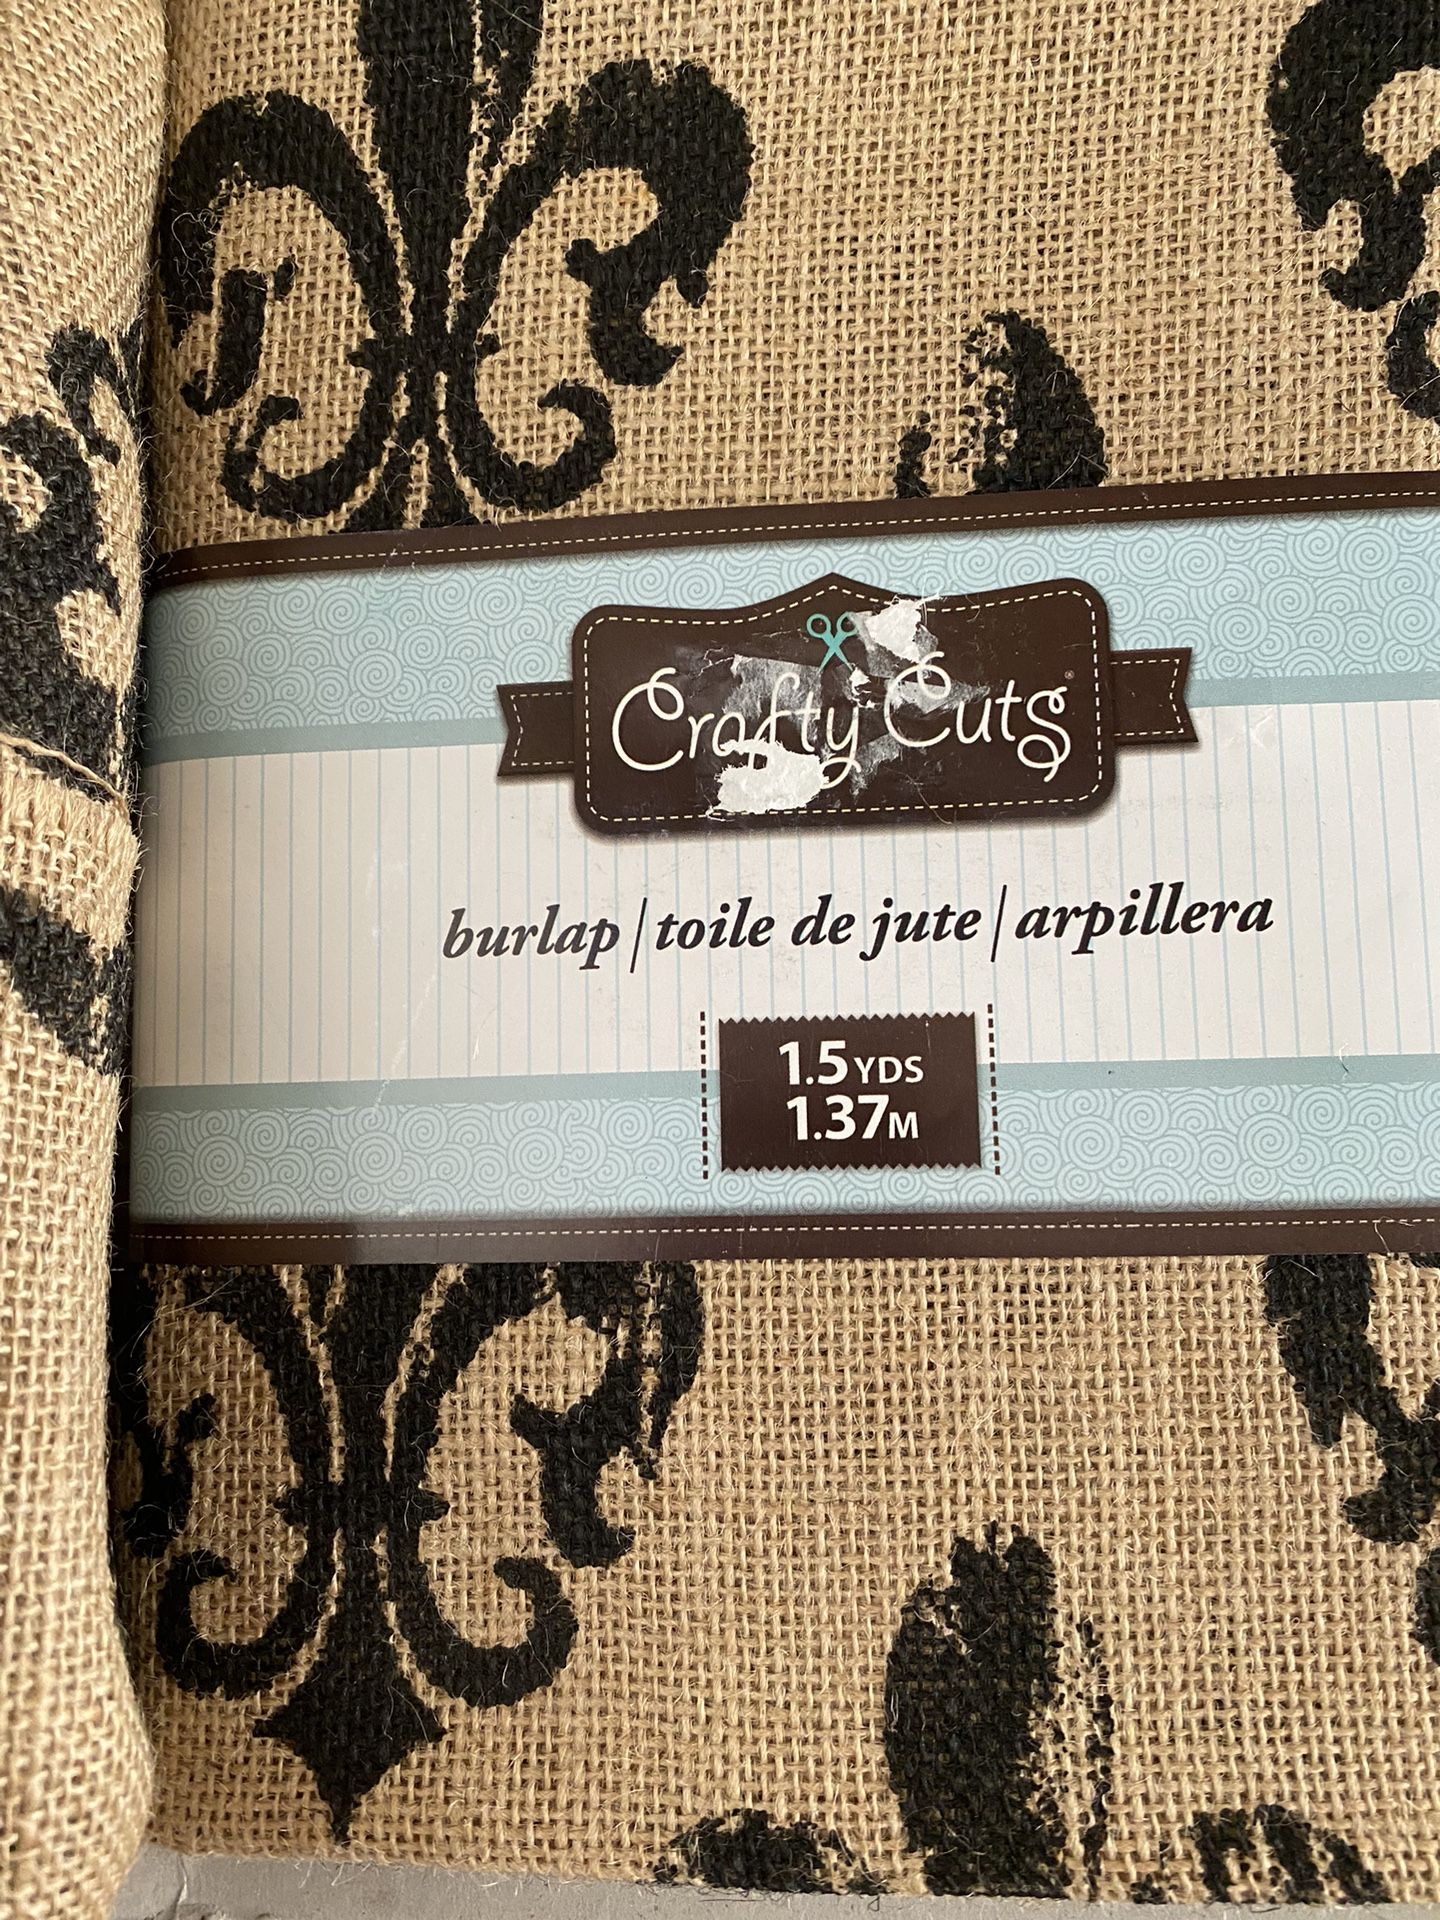 Crafty Cuts®
burlap | toile de jute | arpillera
1.5 YDS
1.37M